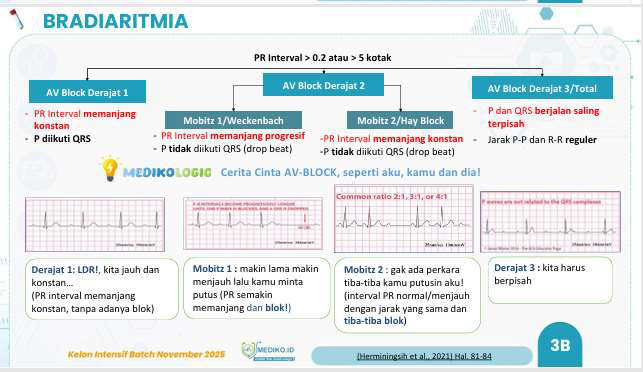 BRADIARITMIA
PR Interval > 0.2 atau > 5 kotak
AV Block Derajat 1
- PR Interval memanjang
konstan
- P diikuti QRS
AV Block Derajat 2
Mobitz 1/Weckenbach
- PR Interval memanjang progresif
-P tidak diikuti QRS (drop beat)
Mobitz 2/Hay Block
-PR Interval memanjang konstan
-P tidak diikuti QRS (drop beat)
AV Block Derajat 3/Total
- P dan QRS berjalan saling
terpisah
- Jarak P-P dan R-R reguler
MEDIKOLOGIC Cerita Cinta AV-BLOCK, seperti aku, kamu dan dia!
Common ratio 2:1, 3:1, or 4:1
P waves are not related to the QRS complexes
Derajat 1: LDR!, kita jauh dan
konstan...
(PR interval memanjang
konstan, tanpa adanya blok)
Mobitz 1 : makin lama makin
menjauh lalu kamu minta
putus (PR semakin
memanjang dan blok!)
Mobitz 2 : gak ada perkara
tiba-tiba kamu putusin aku!
(interval PR normal/menjauh
dengan jarak yang sama dan
tiba-tiba blok)
Derajat 3 : kita harus
berpisah
Kelon Intensif Batch November 2025
MEDIKO.ID
(Herminingsih et al., 2021) Hal. 81-84
3B